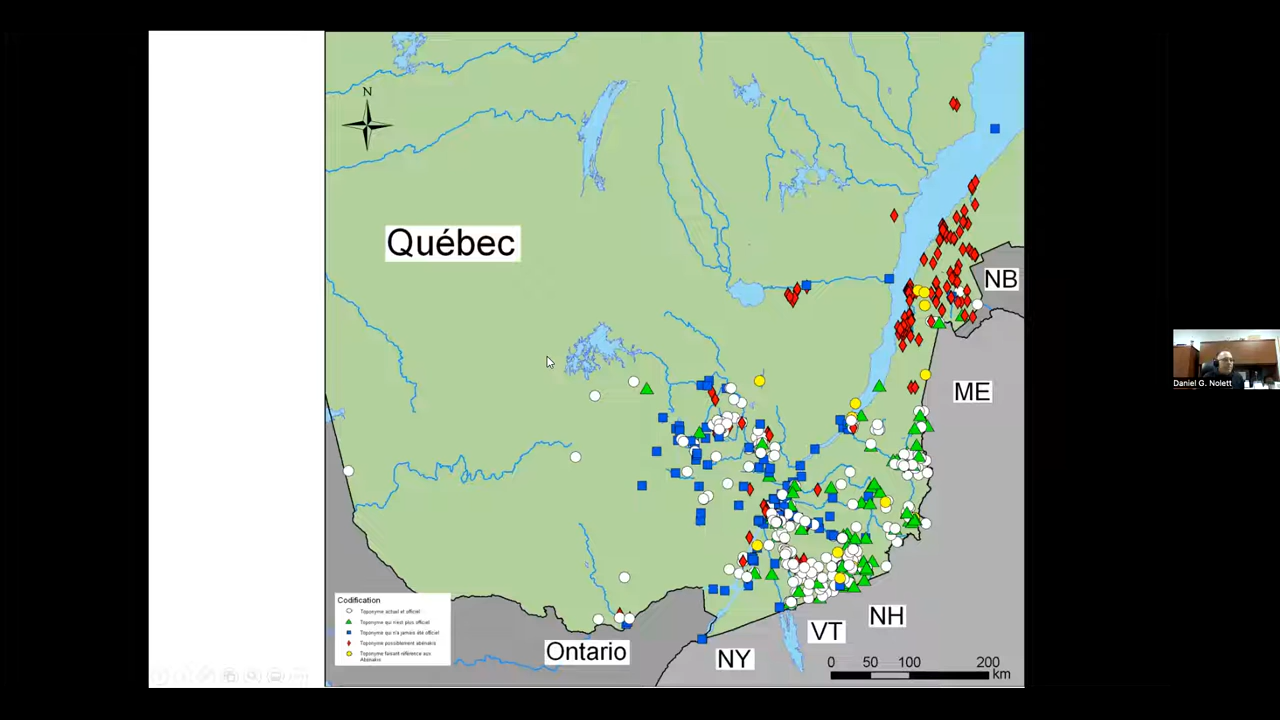 N
Québec
NB
ME
NH
VT
NY
Ontario
0 50 100 200
km
Codification
Toponyme actuel et officiel
Toponyme qui n'est plus officiel
Toponyme qui n'a jamais été officiel
Toponyme possiblement abénakis
Toponyme faisant référence aux
Abénakis
Daniel G. Nolett